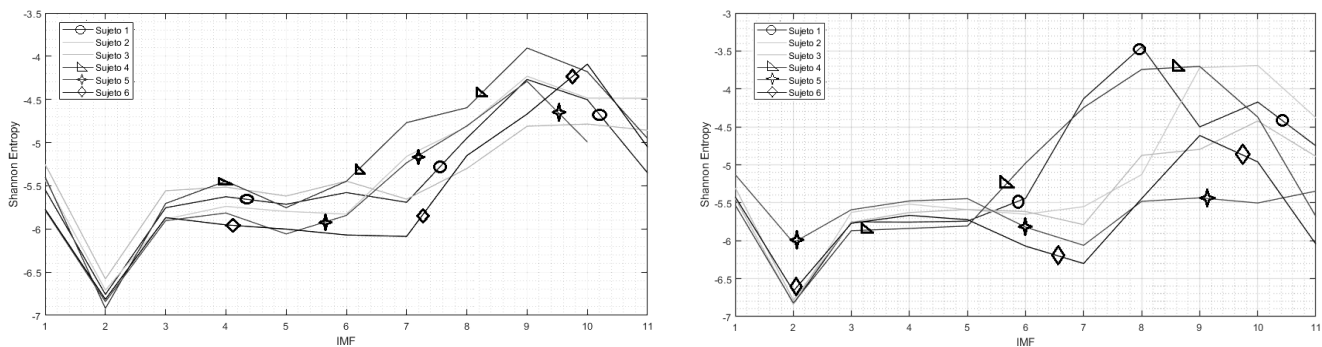 -3.5
-4
-4.5
-5
-5.5
-6
-6.5
-7
Shannon Entropy
1 2 3 4 5 6 7 8 9 10 11
IMF
Sujeto 1
Sujeto 2
Sujeto 3
Sujeto 4
Sujeto 5
Sujeto 6
-3
-3.5
-4
-4.5
-5
-5.5
-6
-6.5
-7
Shannon Entropy
1 2 3 4 5 6 7 8 9 10 11
IMF
Sujeto 1
Sujeto 2
Sujeto 3
Sujeto 4
Sujeto 5
Sujeto 6